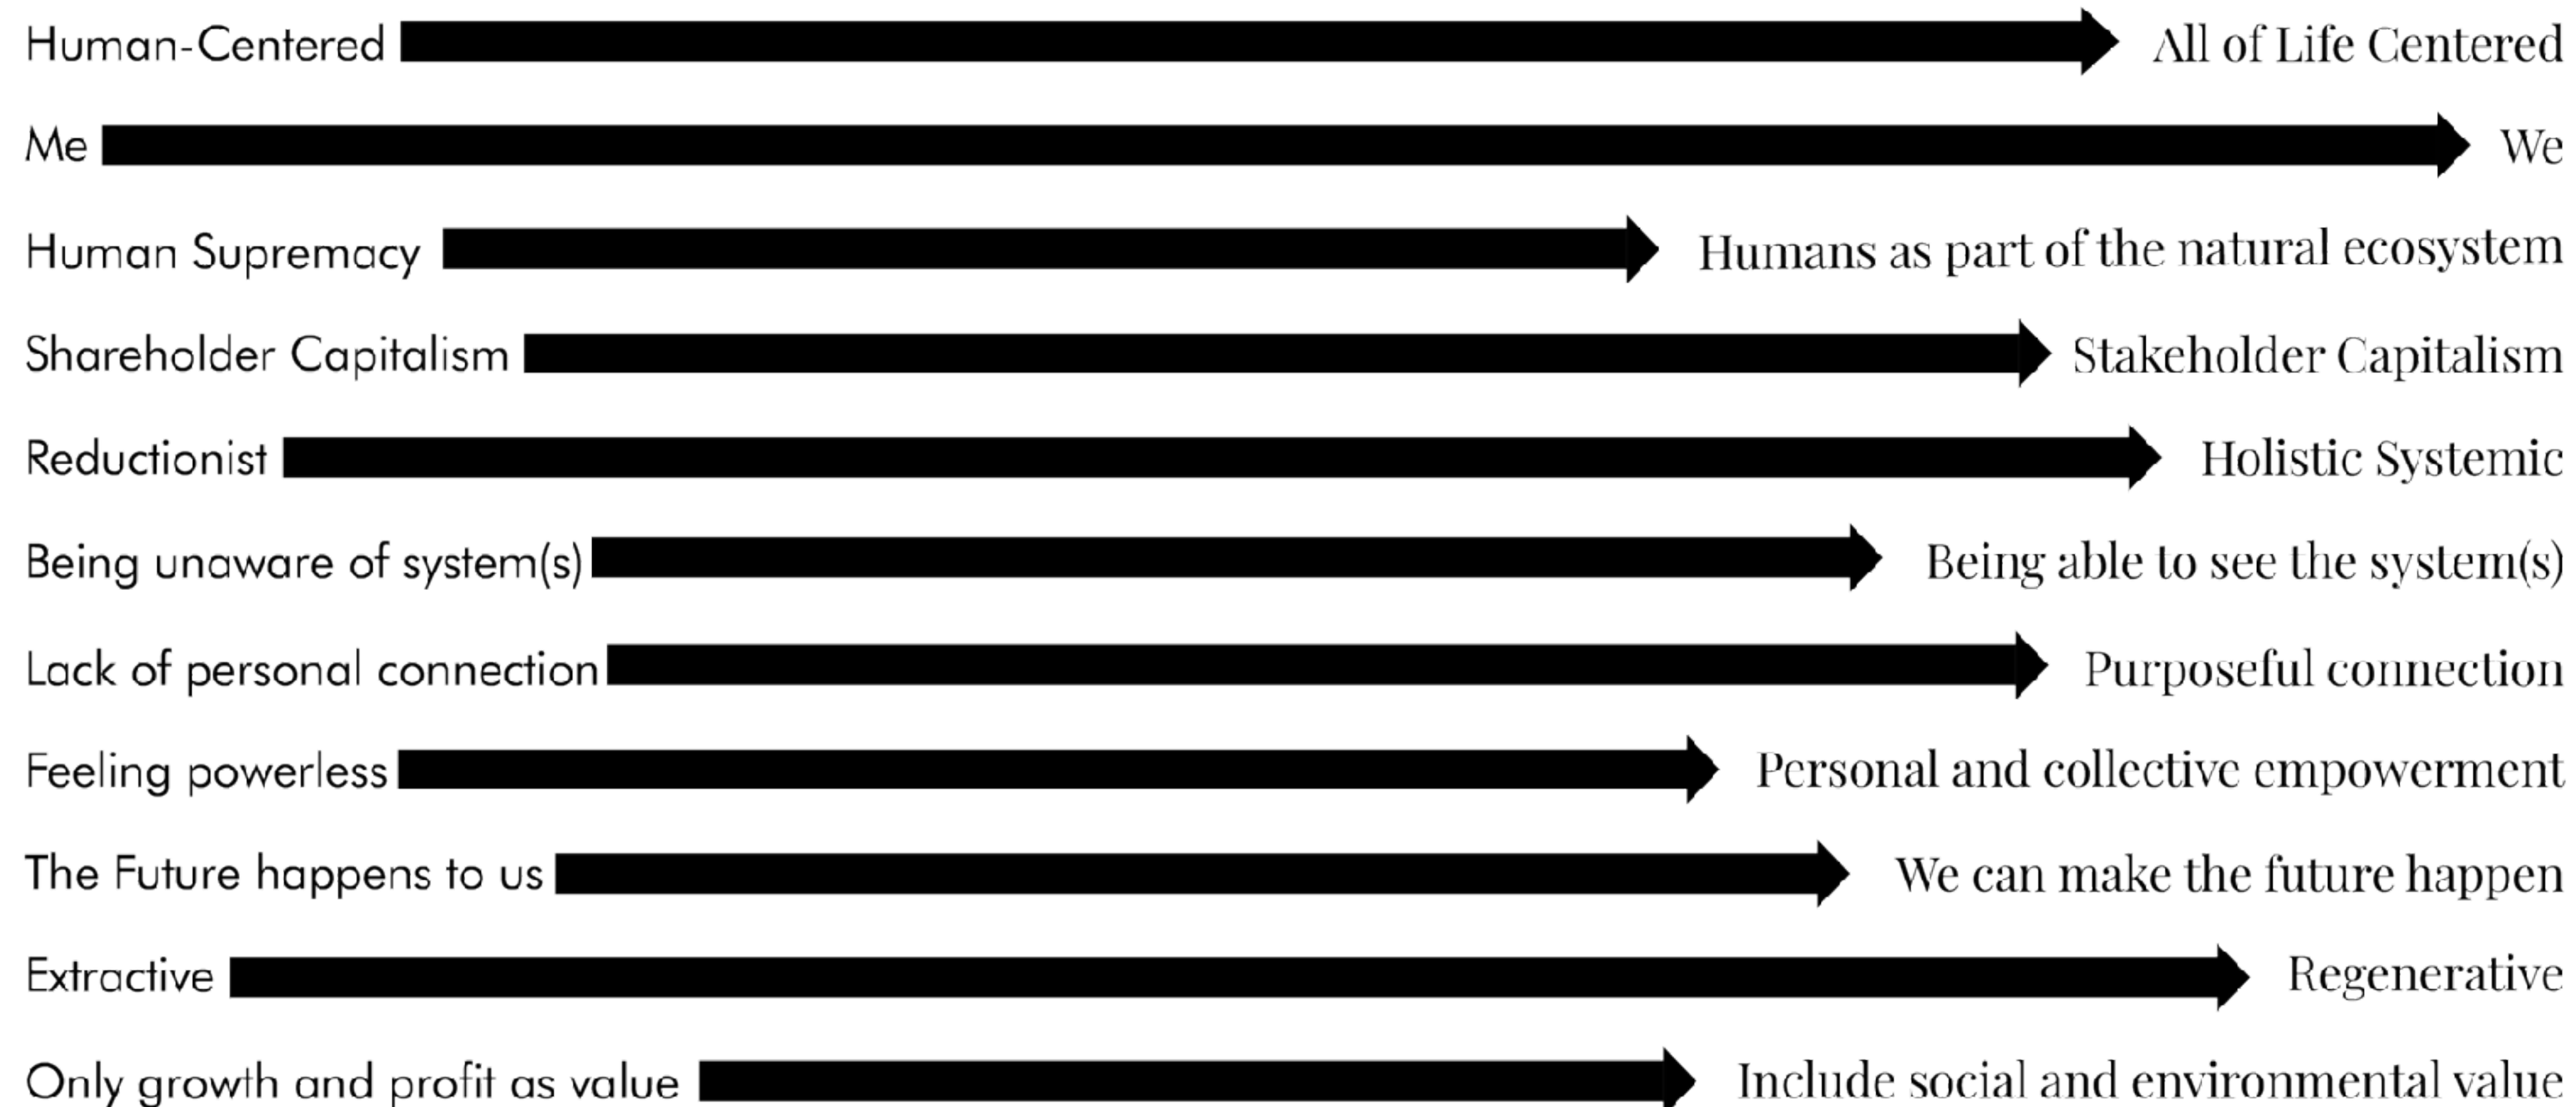 Human-Centered All of Life Centered
Me We
Human Supremacy Humans as part of the natural ecosystem
Shareholder Capitalism Stakeholder Capitalism
Reductionist Holistic Systemic
Being unaware of system(s) Being able to see the system(s)
Lack of personal connection Purposeful connection
Feeling powerless Personal and collective empowerment
The Future happens to us We can make the future happen
Extractive Regenerative
Only growth and profit as value Include social and environmental value